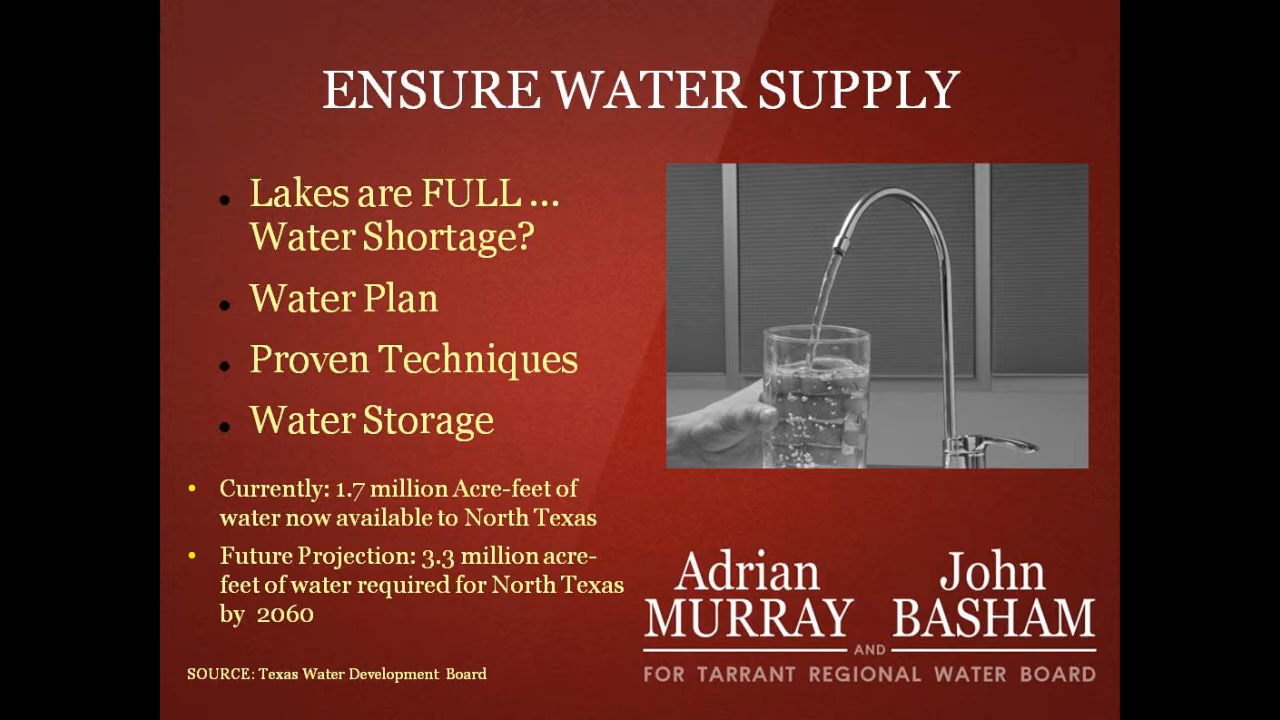 ENSURE WATER SUPPLY
Lakes are FULL ...
Water Shortage?
Water Plan
Proven Techniques
Water Storage
Currently: 1.7 million Acre-feet of
water now available to North Texas
Future Projection: 3.3 million acre-
feet of water required for North Texas
by 2060
SOURCE: Texas Water Development Board
Adrian
MURRAY
John
BASHAM
AND
FOR TARRANT REGIONAL WATER BOARD